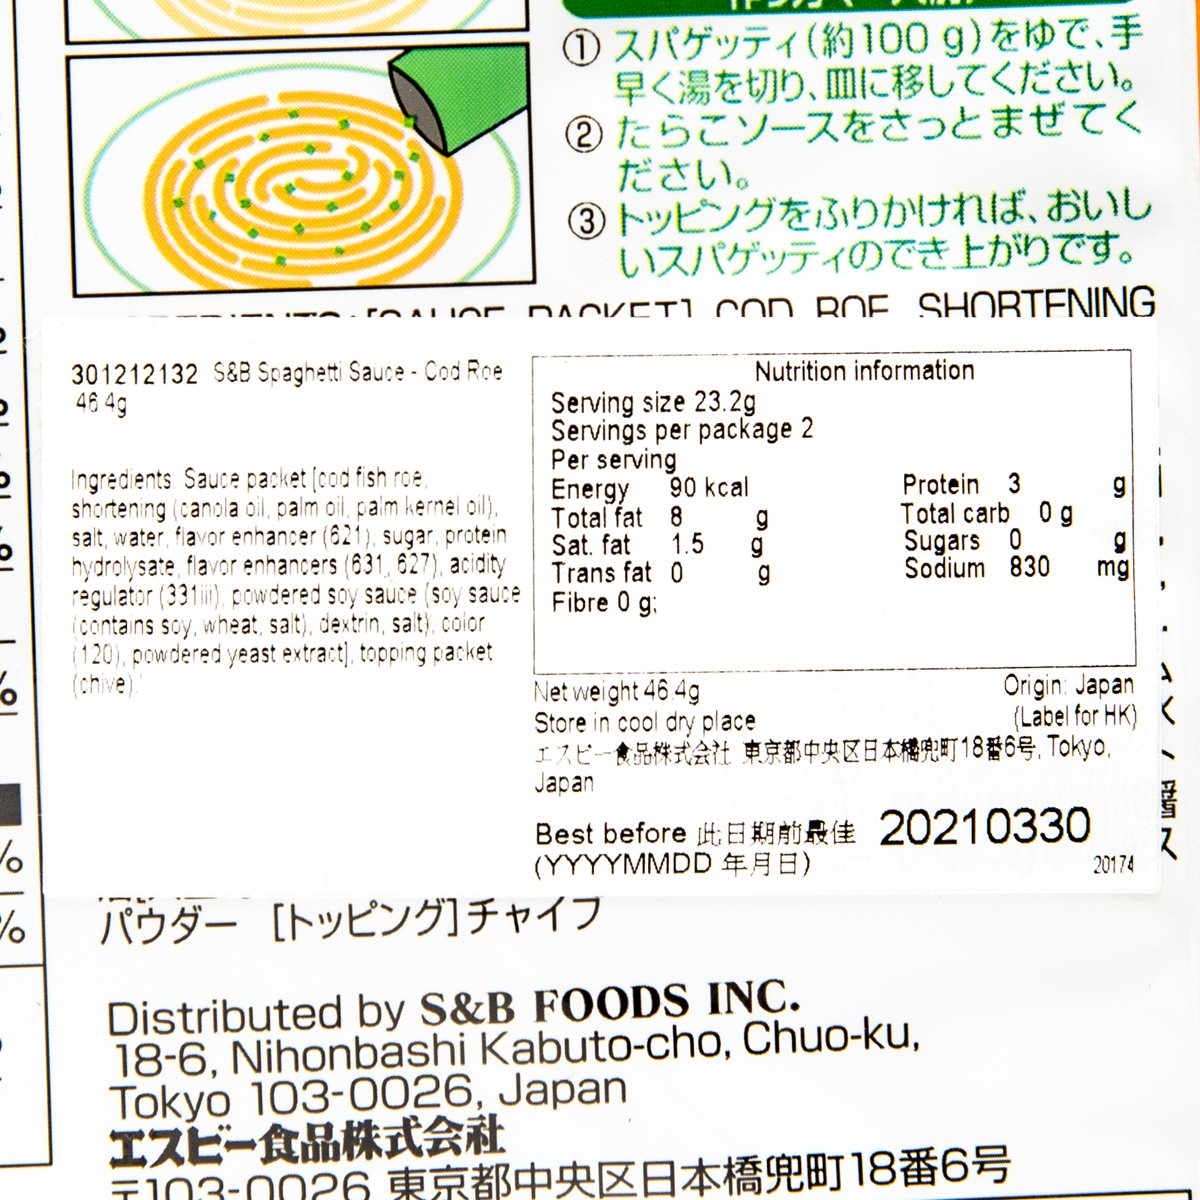 ① スパゲッティ(約100 g)をゆで、手
早く湯を切り、皿に移してください。
② たらこソースをさっとまぜてく
ださい。
③ トッピングをふりかければ、おいし
いスパゲッティのでき上がりです。
INGREDIENTS: [SAUCE PACKET] COD ROE, SHORTENING
301212132 S&B Spaghetti Sauce - Cod Roe
46.4g
Ingredients: Sauce packet [cod fish roe,
shortening (canola oil, palm oil, palm kernel oil),
salt, water, flavor enhancer (621), sugar, protein
hydrolysate, flavor enhancers (631, 627), acidity
regulator (331iii), powdered soy sauce (soy sauce
(contains soy, wheat, salt), dextrin, salt), color
(120), powdered yeast extract], topping packet
(chive).
Nutrition information
Serving size 23.2g
Servings per package 2
Per serving
Energy 90 kcal Protein 3 g
Total fat 8 g Total carb 0 g
Sat. fat 1.5 g Sugars 0 g
Trans fat 0 g Sodium 830 mg
Fibre 0 g;
Net weight 46.4g Origin: Japan
Store in cool dry place (Label for HK)
エスビー食品株式会社 東京都中央区日本橋兜町18番6号, Tokyo,
Japan
Best before 此日期前最佳 20210330
(YYYYMMDD 年月日) 20174
パウダー [トッピング]チャイブ
Distributed by S&B FOODS INC.
18-6, Nihonbashi Kabuto-cho, Chuo-ku,
Tokyo 103-0026, Japan
エスビー食品株式会社
〒103-0026 東京都中央区日本橋兜町18番6号